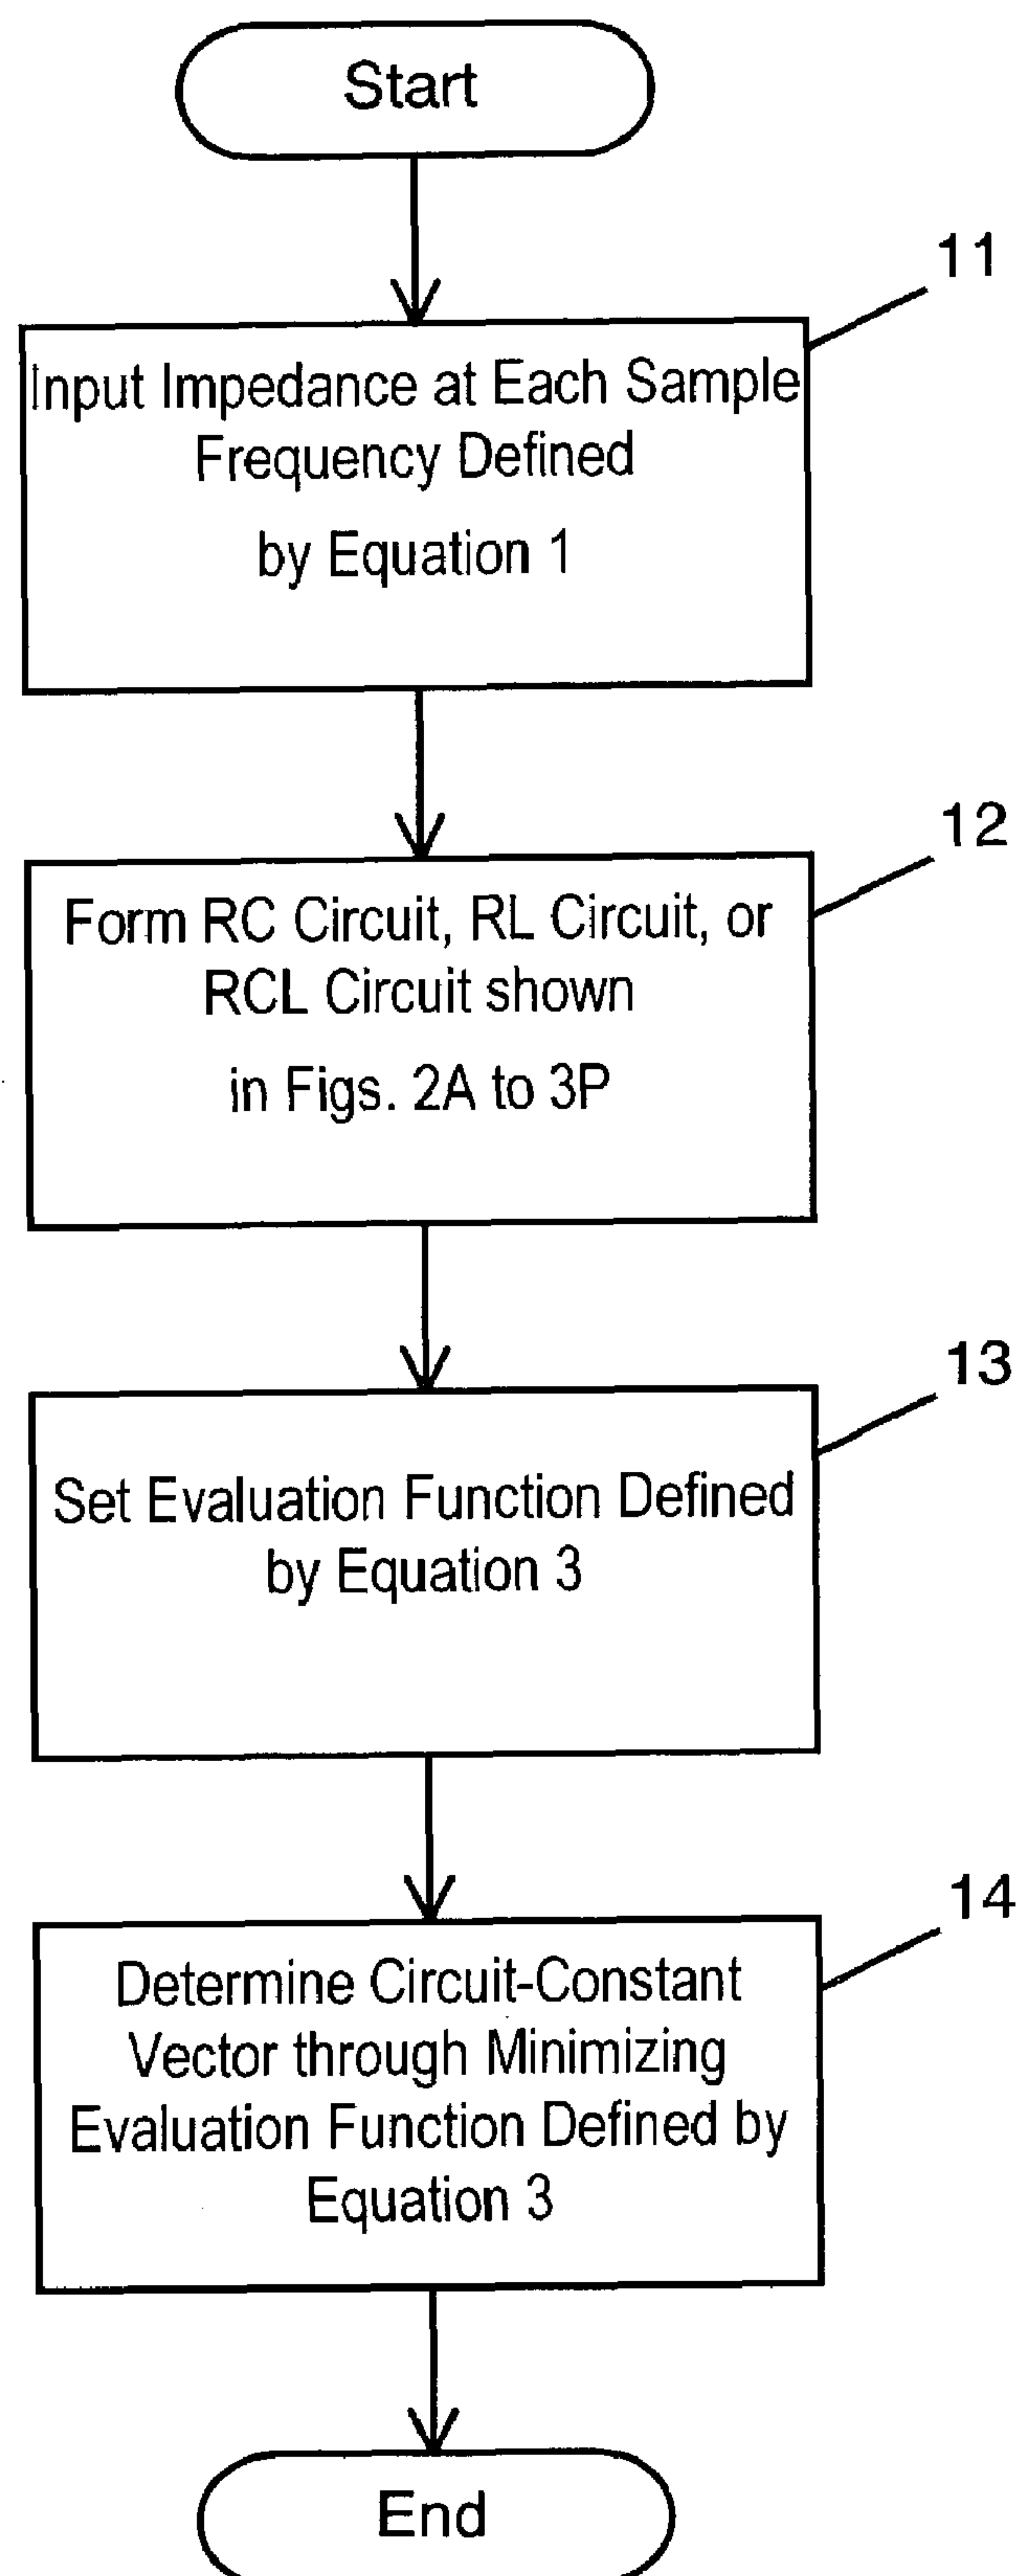 Start
11
Input Impedance at Each Sample
Frequency Defined
by Equation 1
12
Form RC Circuit, RL Circuit, or
RCL Circuit shown
in Figs. 2A to 3P
13
Set Evaluation Function Defined
by Equation 3
14
Determine Circuit-Constant
Vector through Minimizing
Evaluation Function Defined by
Equation 3
End